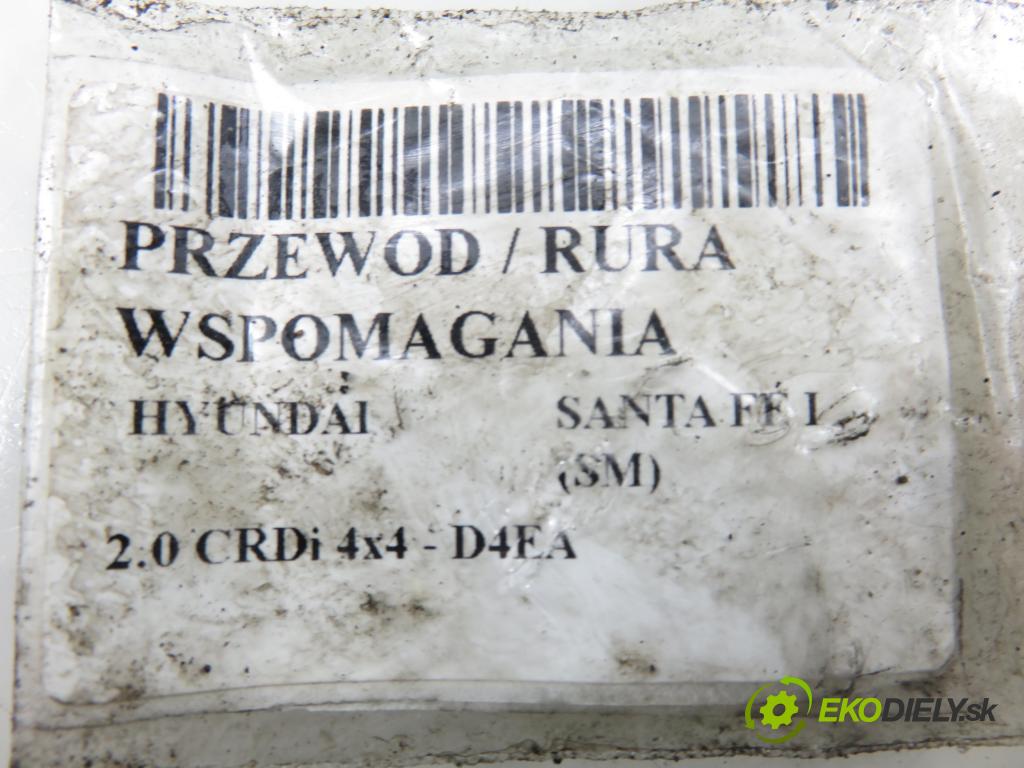 PRZEWOD / RURA
WSPOMAGANIA
HYUNDAI SANTA FE I
(SM)
2.0 CRDi 4x4 - D4EA
EKODIELY.sk